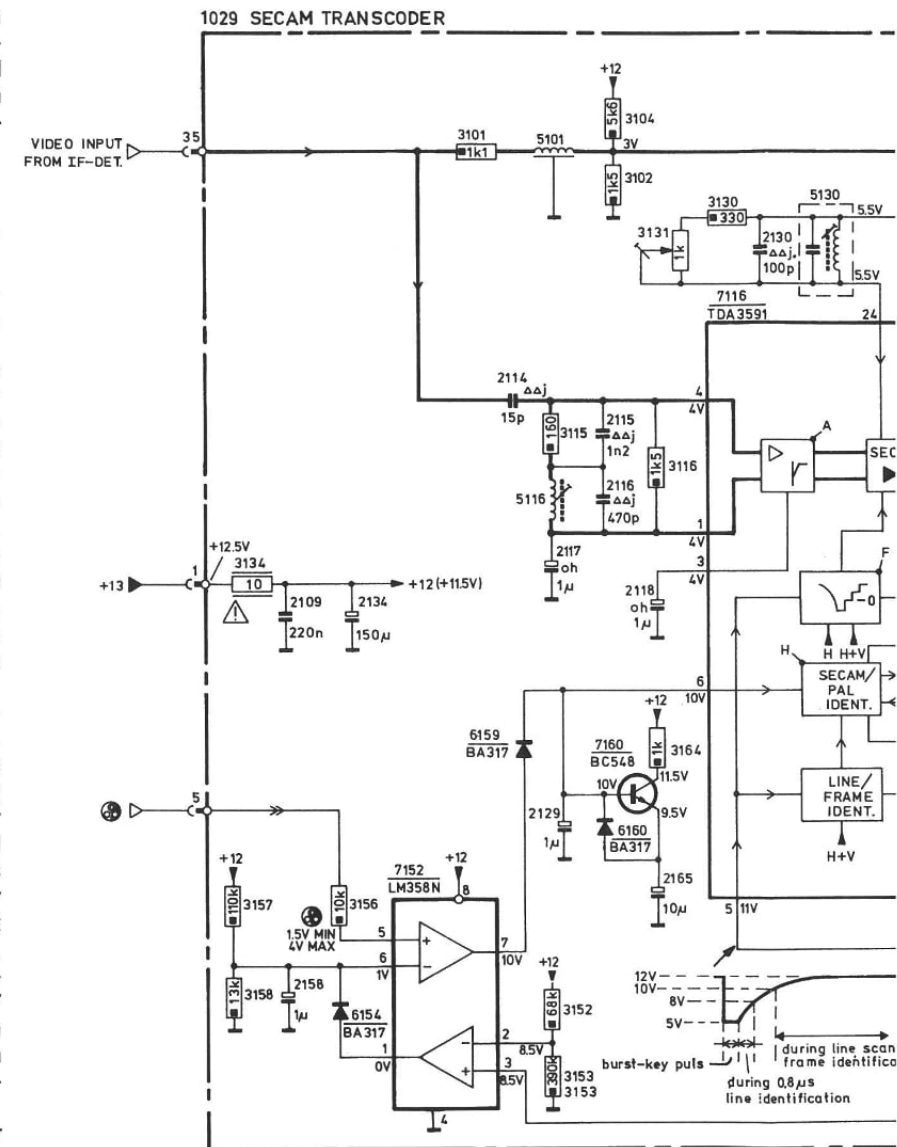 1029 SECAM TRANSCODER
+12
5k6
3104
VIDEO INPUT
FROM IF-DET.
35
3101
1k1
5101
3V
1k5
3102
3130
330
5130
5.5V
3131
1k
2130
ΔΔj.
100p
5.5V
7116
TDA3591
24
2114
ΔΔj
15p
4
4V
160
3115
2115
ΔΔj
1n2
1k5
3116
A
SEC
5116
2116
ΔΔj
470p
1
4V
2117
oh
1μ
3
4V
2118
oh
1μ
F
+12.5V
+13
1
3134
10
+12 (+11.5V)
2109
220n
2134
150μ
0
H H+V
H
SECAM/
PAL
IDENT.
6
10V
+12
6159
BA317
7160
BC548
1k
3164
11.5V
10V
9.5V
LINE/
FRAME
IDENT.
H+V
5
2129
1μ
6160
BA317
2165
10μ
5 11V
+12
110k
3157
7152
LM358N
+12
8
10k
3156
1.5V MIN
4V MAX
5
+
7
10V
6
1V
−
13k
3158
2158
1μ
6154
BA317
+12
68k
3152
1
0V
−
2
8.5V
+
3
8.5V
390k
3153
3153
4
12V
10V
8V
5V
burst-key puls
during line scan
frame identifica
during 0,8μs
line identification